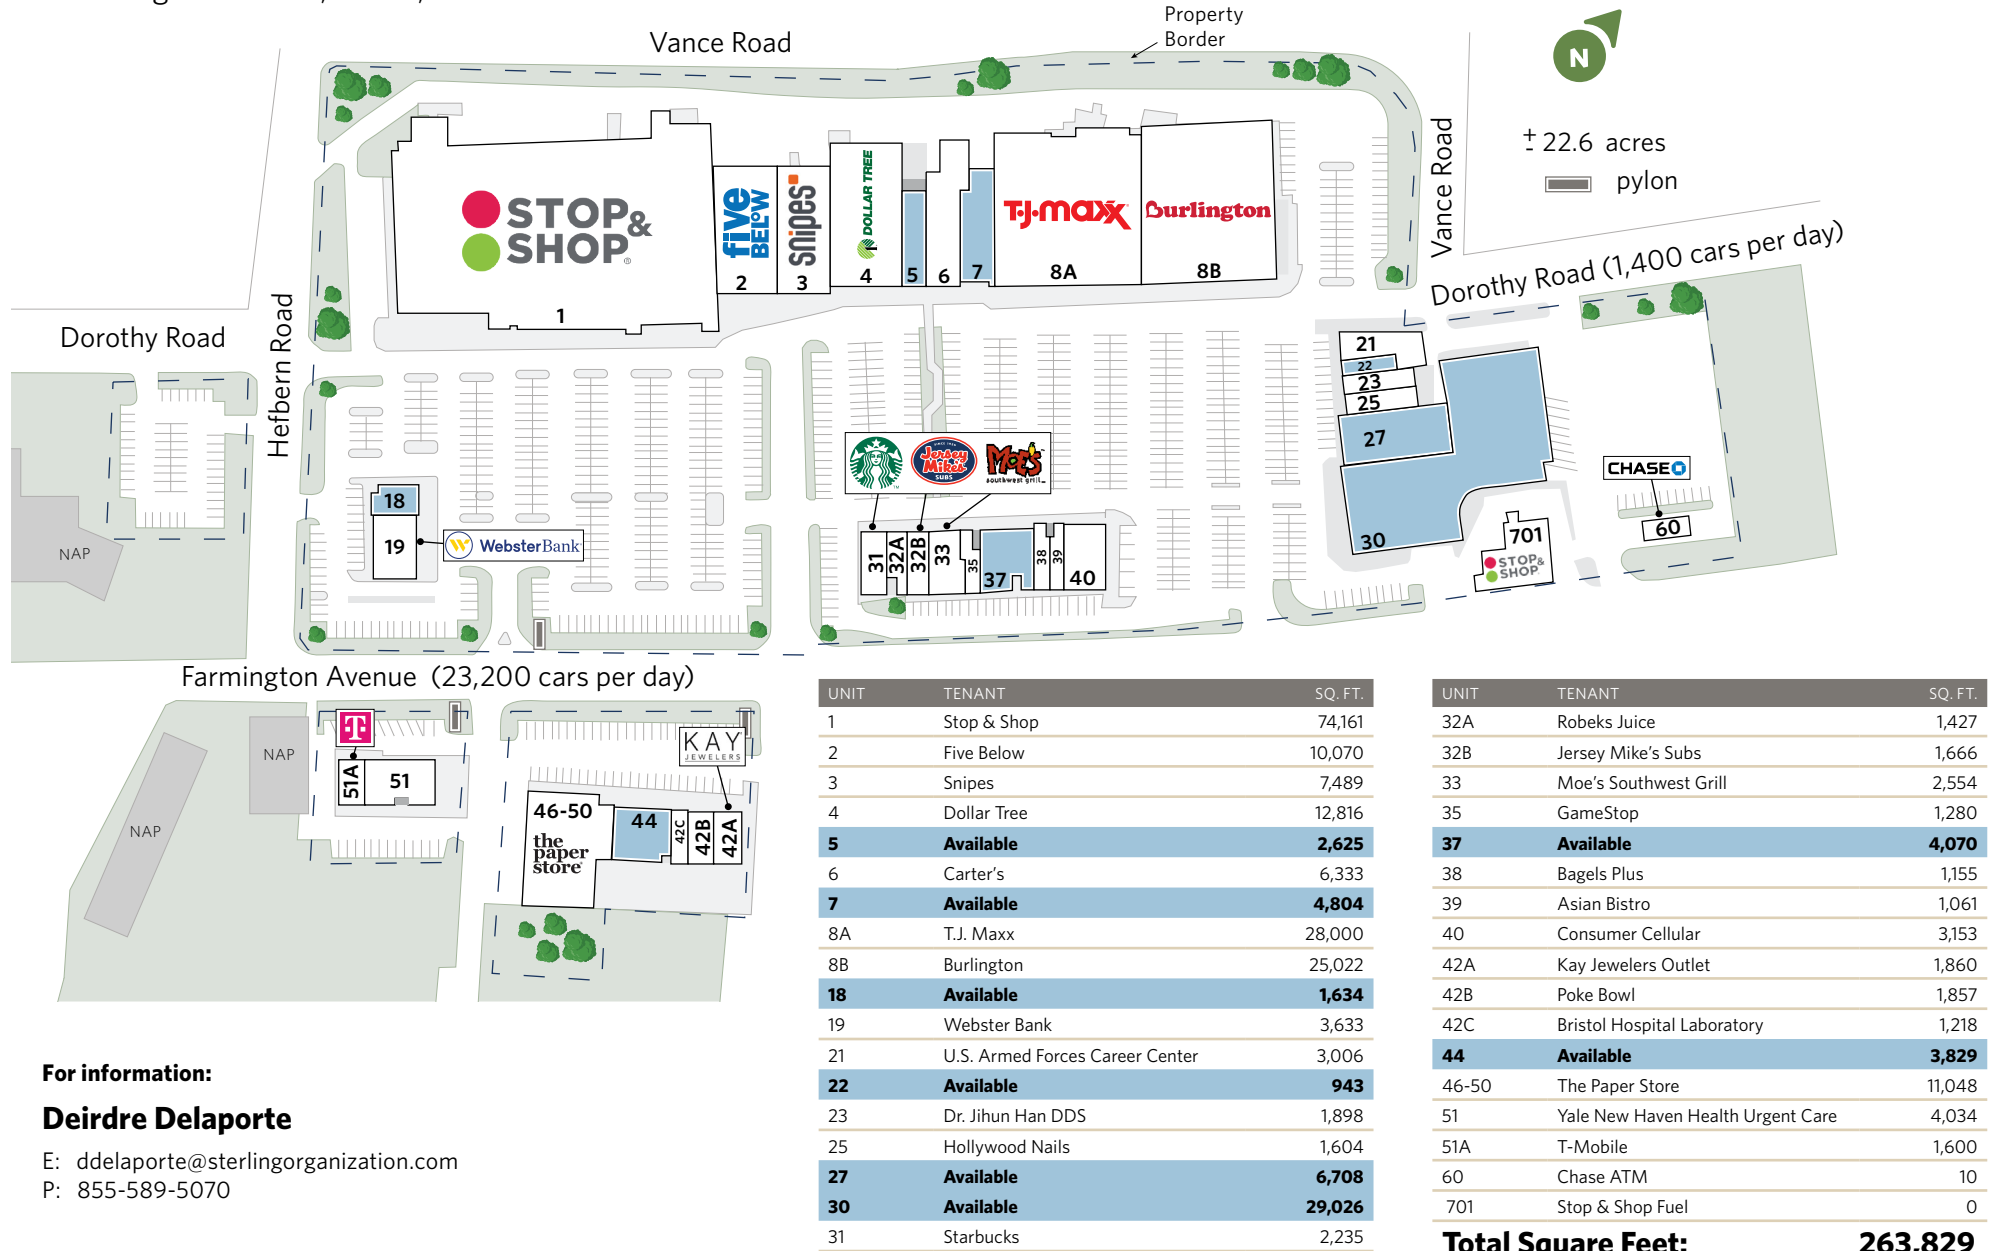 Property
Border
Vance Road
N
± 22.6 acres
pylon
Vance Road
Dorothy Road (1,400 cars per day)
STOP&
SHOP®
1
five
BELOW
2
snipes
3
DOLLAR TREE
4
5
6
7
T.J.maxx
8A
Burlington
8B
Dorothy Road
Hefbern Road
21
22
23
25
27
30
CHASE
60
701
STOP&
SHOP
Jersey
Mike's
SUBS
MOE'S
southwest grill
18
19
WebsterBank
31
32A
32B
33
35
37
38
39
40
NAP
Farmington Avenue (23,200 cars per day)
NAP
NAP
T
51A
51
KAY
JEWELERS
46-50
the
paper
store
44
42C
42B
42A
UNIT TENANT SQ. FT.
1 Stop & Shop 74,161
2 Five Below 10,070
3 Snipes 7,489
4 Dollar Tree 12,816
5 Available 2,625
6 Carter's 6,333
7 Available 4,804
8A T.J. Maxx 28,000
8B Burlington 25,022
18 Available 1,634
19 Webster Bank 3,633
21 U.S. Armed Forces Career Center 3,006
22 Available 943
23 Dr. Jihun Han DDS 1,898
25 Hollywood Nails 1,604
27 Available 6,708
30 Available 29,026
31 Starbucks 2,235
UNIT TENANT SQ. FT.
32A Robeks Juice 1,427
32B Jersey Mike's Subs 1,666
33 Moe's Southwest Grill 2,554
35 GameStop 1,280
37 Available 4,070
38 Bagels Plus 1,155
39 Asian Bistro 1,061
40 Consumer Cellular 3,153
42A Kay Jewelers Outlet 1,860
42B Poke Bowl 1,857
42C Bristol Hospital Laboratory 1,218
44 Available 3,829
46-50 The Paper Store 11,048
51 Yale New Haven Health Urgent Care 4,034
51A T-Mobile 1,600
60 Chase ATM 10
701 Stop & Shop Fuel 0
Total Square Feet: 263,829
For information:
Deirdre Delaporte
E: ddelaporte@sterlingorganization.com
P: 855-589-5070